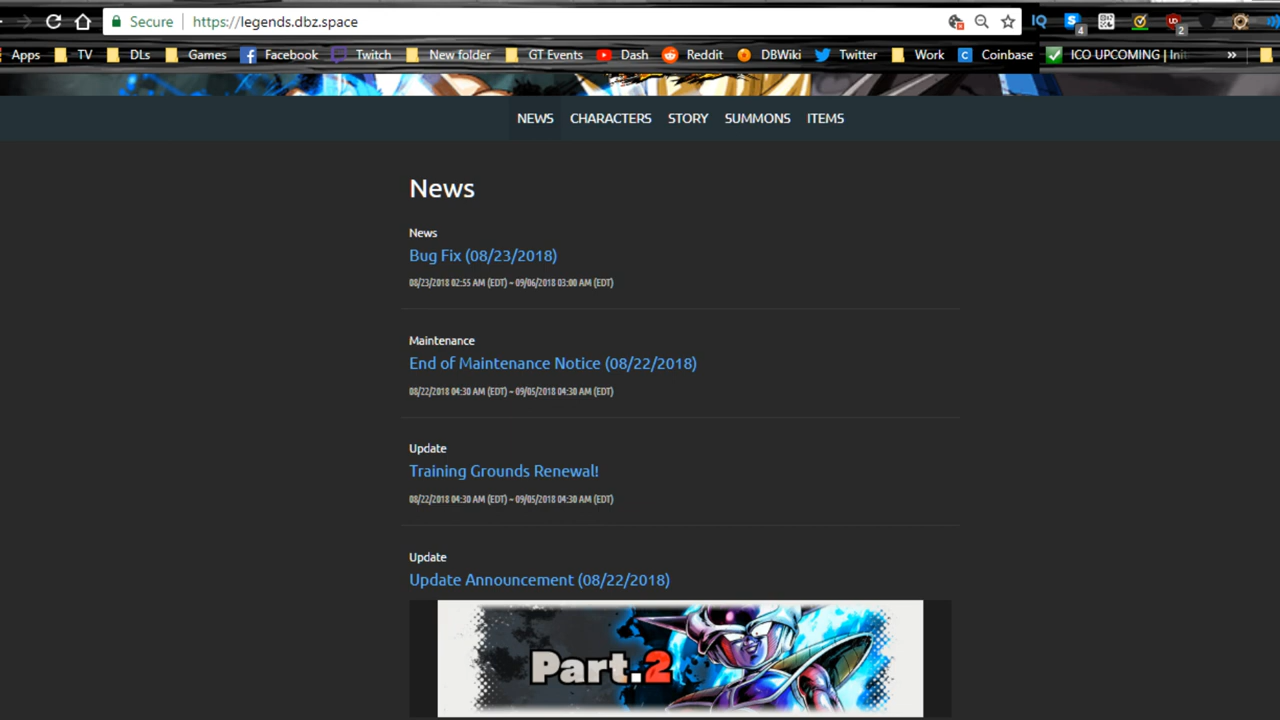 Secure https://legends.dbz.space
4
2
Apps TV DLs Games Facebook Twitch New folder GT Events Dash Reddit DBWiki Twitter Work Coinbase ICO UPCOMING | Init »
NEWS CHARACTERS STORY SUMMONS ITEMS
News
News
Bug Fix (08/23/2018)
08/23/2018 02:55 AM (EDT) ~ 09/06/2018 03:00 AM (EDT)
Maintenance
End of Maintenance Notice (08/22/2018)
08/22/2018 04:30 AM (EDT) ~ 09/05/2018 04:30 AM (EDT)
Update
Training Grounds Renewal!
08/22/2018 04:30 AM (EDT) ~ 09/05/2018 04:30 AM (EDT)
Update
Update Announcement (08/22/2018)
Part.2